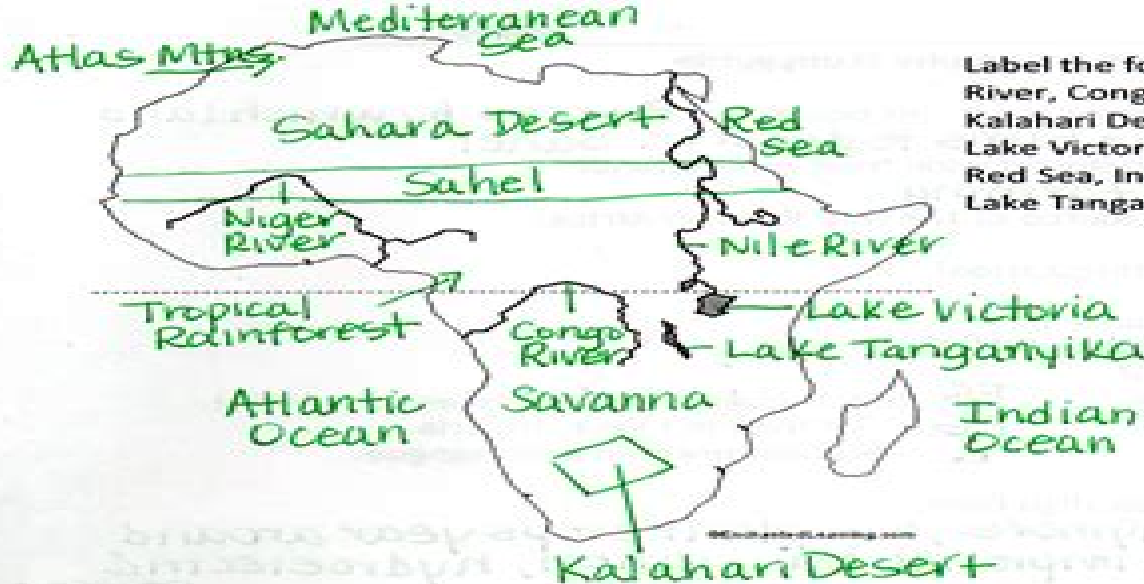 Mediterranean
Sea
Atlas Mtns.
Label the fo
River, Cong
Kalahari De
Lake Victor
Red Sea, In
Lake Tanga
Sahara Desert
Red
sea
Sahel
Niger
River
Nile River
Tropical
Rainforest
Congo
River
Lake Victoria
Lake Tanganyika
Atlantic
Ocean
Savanna
Indian
Ocean
Kalahari Desert